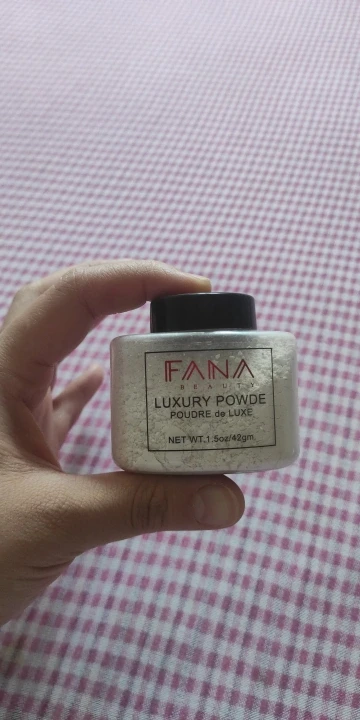 FANA
BEAUTY
LUXURY POWDE
POUDRE de LUXE
NET WT.1.5oz/42gm